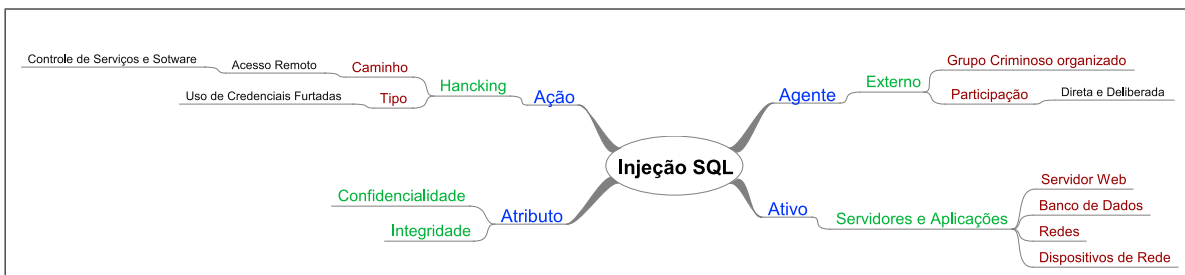 Controle de Serviços e Sotware
Acesso Remoto
Caminho
Uso de Credenciais Furtadas
Tipo
Hancking
Ação
Confidencialidade
Integridade
Atributo
Injeção SQL
Agente
Externo
Grupo Criminoso organizado
Participação
Direta e Deliberada
Ativo
Servidores e Aplicações
Servidor Web
Banco de Dados
Redes
Dispositivos de Rede